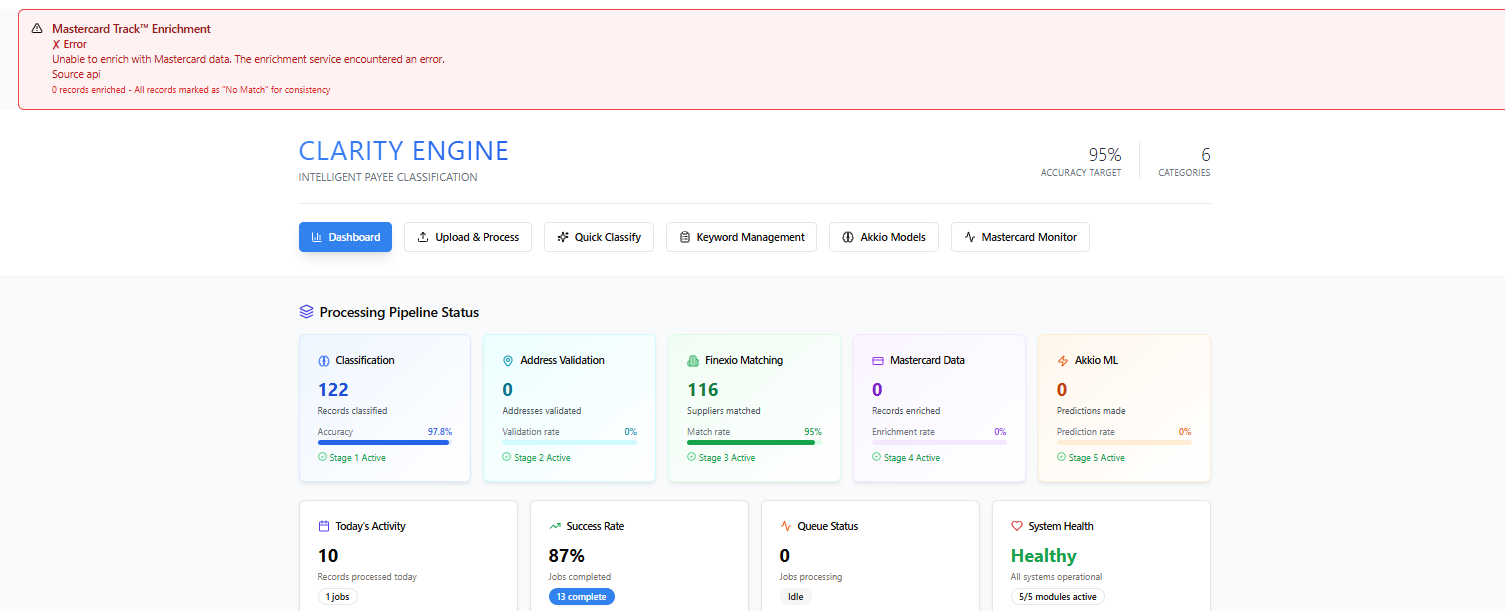 Mastercard Track™ Enrichment
✗ Error
Unable to enrich with Mastercard data. The enrichment service encountered an error.
Source api
0 records enriched - All records marked as "No Match" for consistency
CLARITY ENGINE
INTELLIGENT PAYEE CLASSIFICATION
95%
ACCURACY TARGET
6
CATEGORIES
Dashboard
Upload & Process
Quick Classify
Keyword Management
Akkio Models
Mastercard Monitor
Processing Pipeline Status
Classification
122
Records classified
Accuracy 97.8%
Stage 1 Active
Address Validation
0
Addresses validated
Validation rate 0%
Stage 2 Active
Finexio Matching
116
Suppliers matched
Match rate 95%
Stage 3 Active
Mastercard Data
0
Records enriched
Enrichment rate 0%
Stage 4 Active
Akkio ML
0
Predictions made
Prediction rate 0%
Stage 5 Active
Today's Activity
10
Records processed today
1 jobs
Success Rate
87%
Jobs completed
13 complete
Queue Status
0
Jobs processing
Idle
System Health
Healthy
All systems operational
5/5 modules active